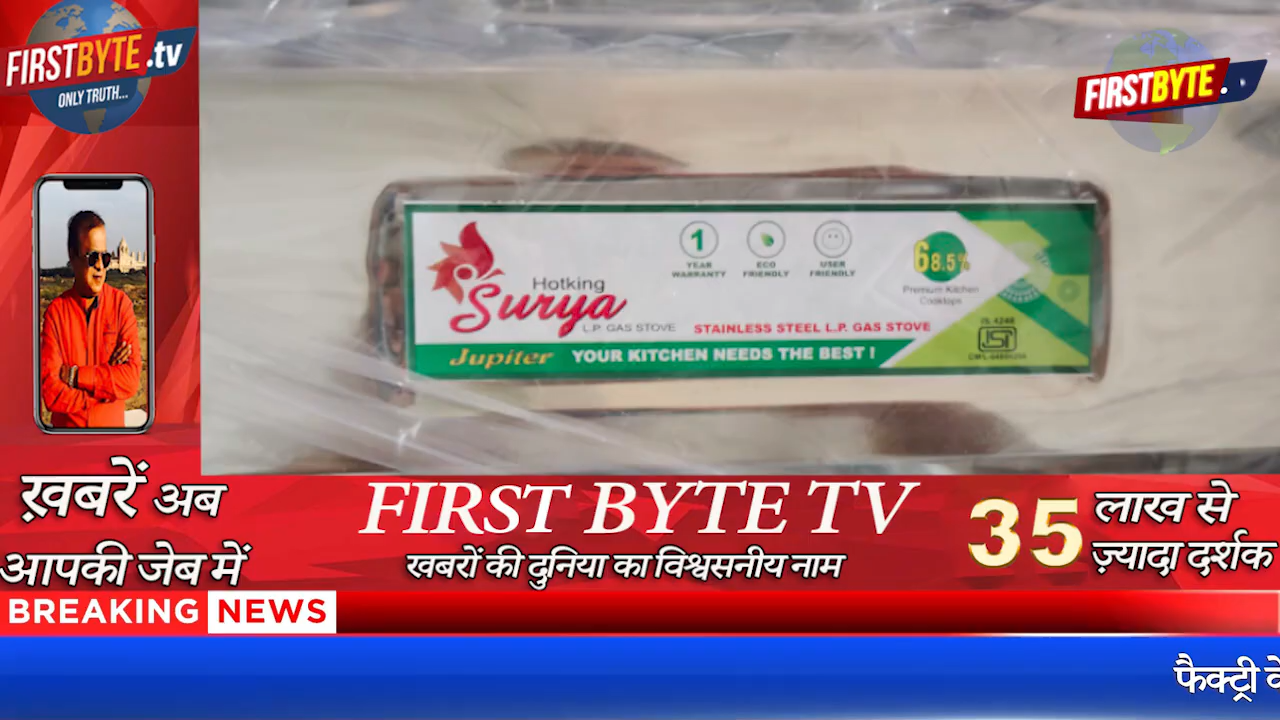 FIRSTBYTE.tv
ONLY TRUTH...
FIRSTBYTE.
Hotking
Surya
L.P. GAS STOVE
1
YEAR
WARRANTY
ECO
FRIENDLY
USER
FRIENDLY
68.5%
Premium Kitchen
Cooktops
STAINLESS STEEL L.P. GAS STOVE
IS 4246
ISI
Jupiter YOUR KITCHEN NEEDS THE BEST !
ख़बरें अब
आपकी जेब में
FIRST BYTE TV
खबरों की दुनिया का विश्वसनीय नाम
35 लाख से
ज़्यादा दर्शक
BREAKING NEWS
फैक्ट्री